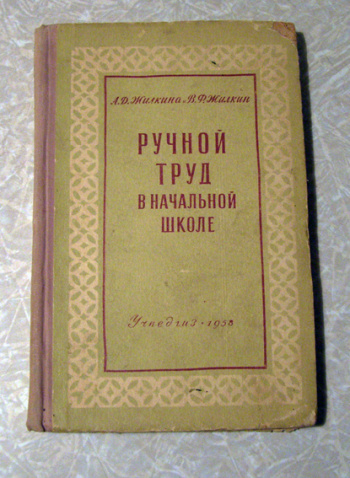 А.Д.Жилкина В.Ф.Жилкин
РУЧНОЙ
ТРУД
В НАЧАЛЬНОЙ
ШКОЛЕ
Учпедгиз • 1958